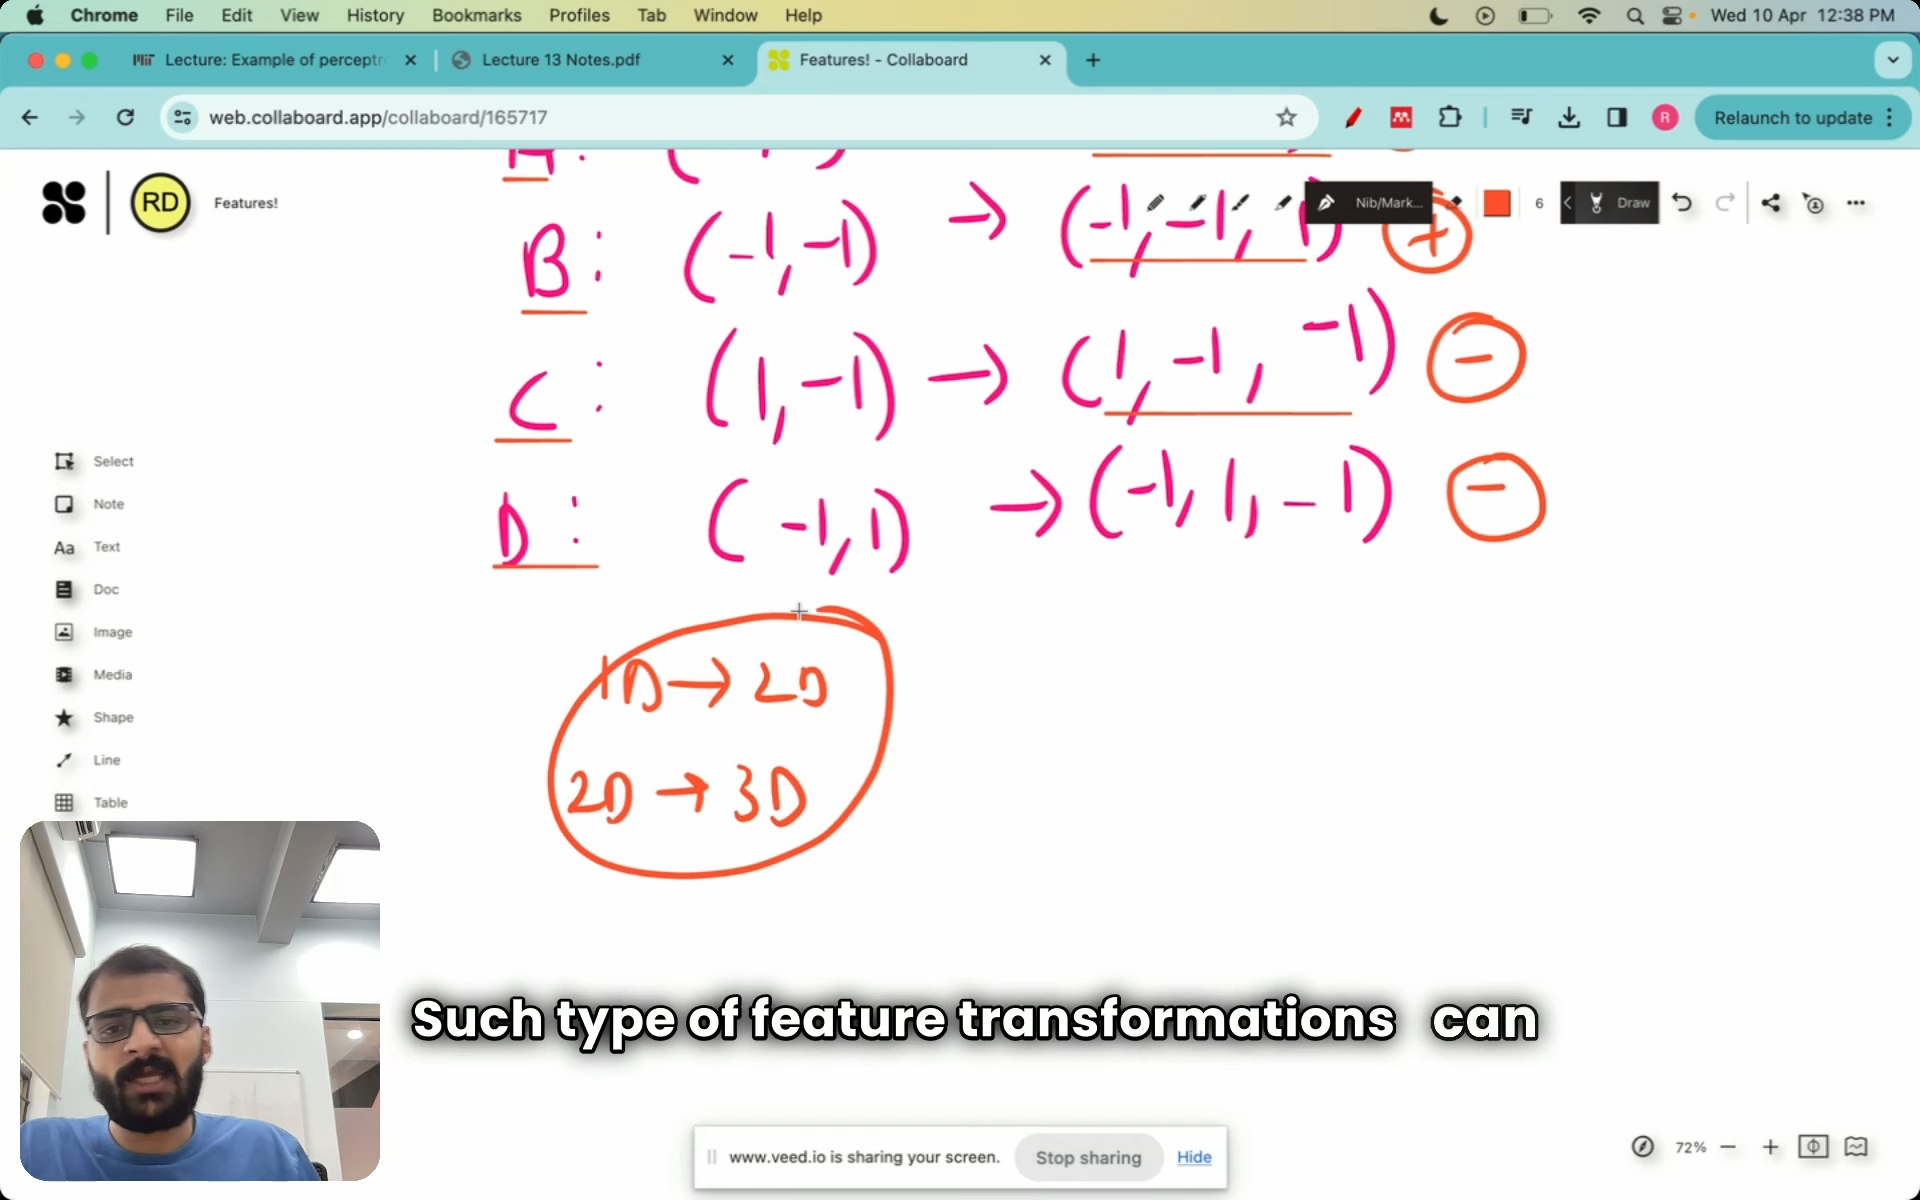 Chrome File Edit View History Bookmarks Profiles Tab Window Help Wed 10 Apr 12:38 PM
Lecture: Example of perceptr Lecture 13 Notes.pdf Features! - Collaboard
web.collaboard.app/collaboard/165717 R Relaunch to update
RD Features! Nib/Mark... 6 Draw
B: (-1,-1) → (-1,-1,1) +
C: (1,-1) → (1,-1,-1) -
D: (-1,1) → (-1,1,-1) -
Select
Note
Aa Text
Doc
Image
Media
Shape
Line
Table
1D → 2D
2D → 3D
Such type of feature transformations can
www.veed.io is sharing your screen. Stop sharing Hide
72%